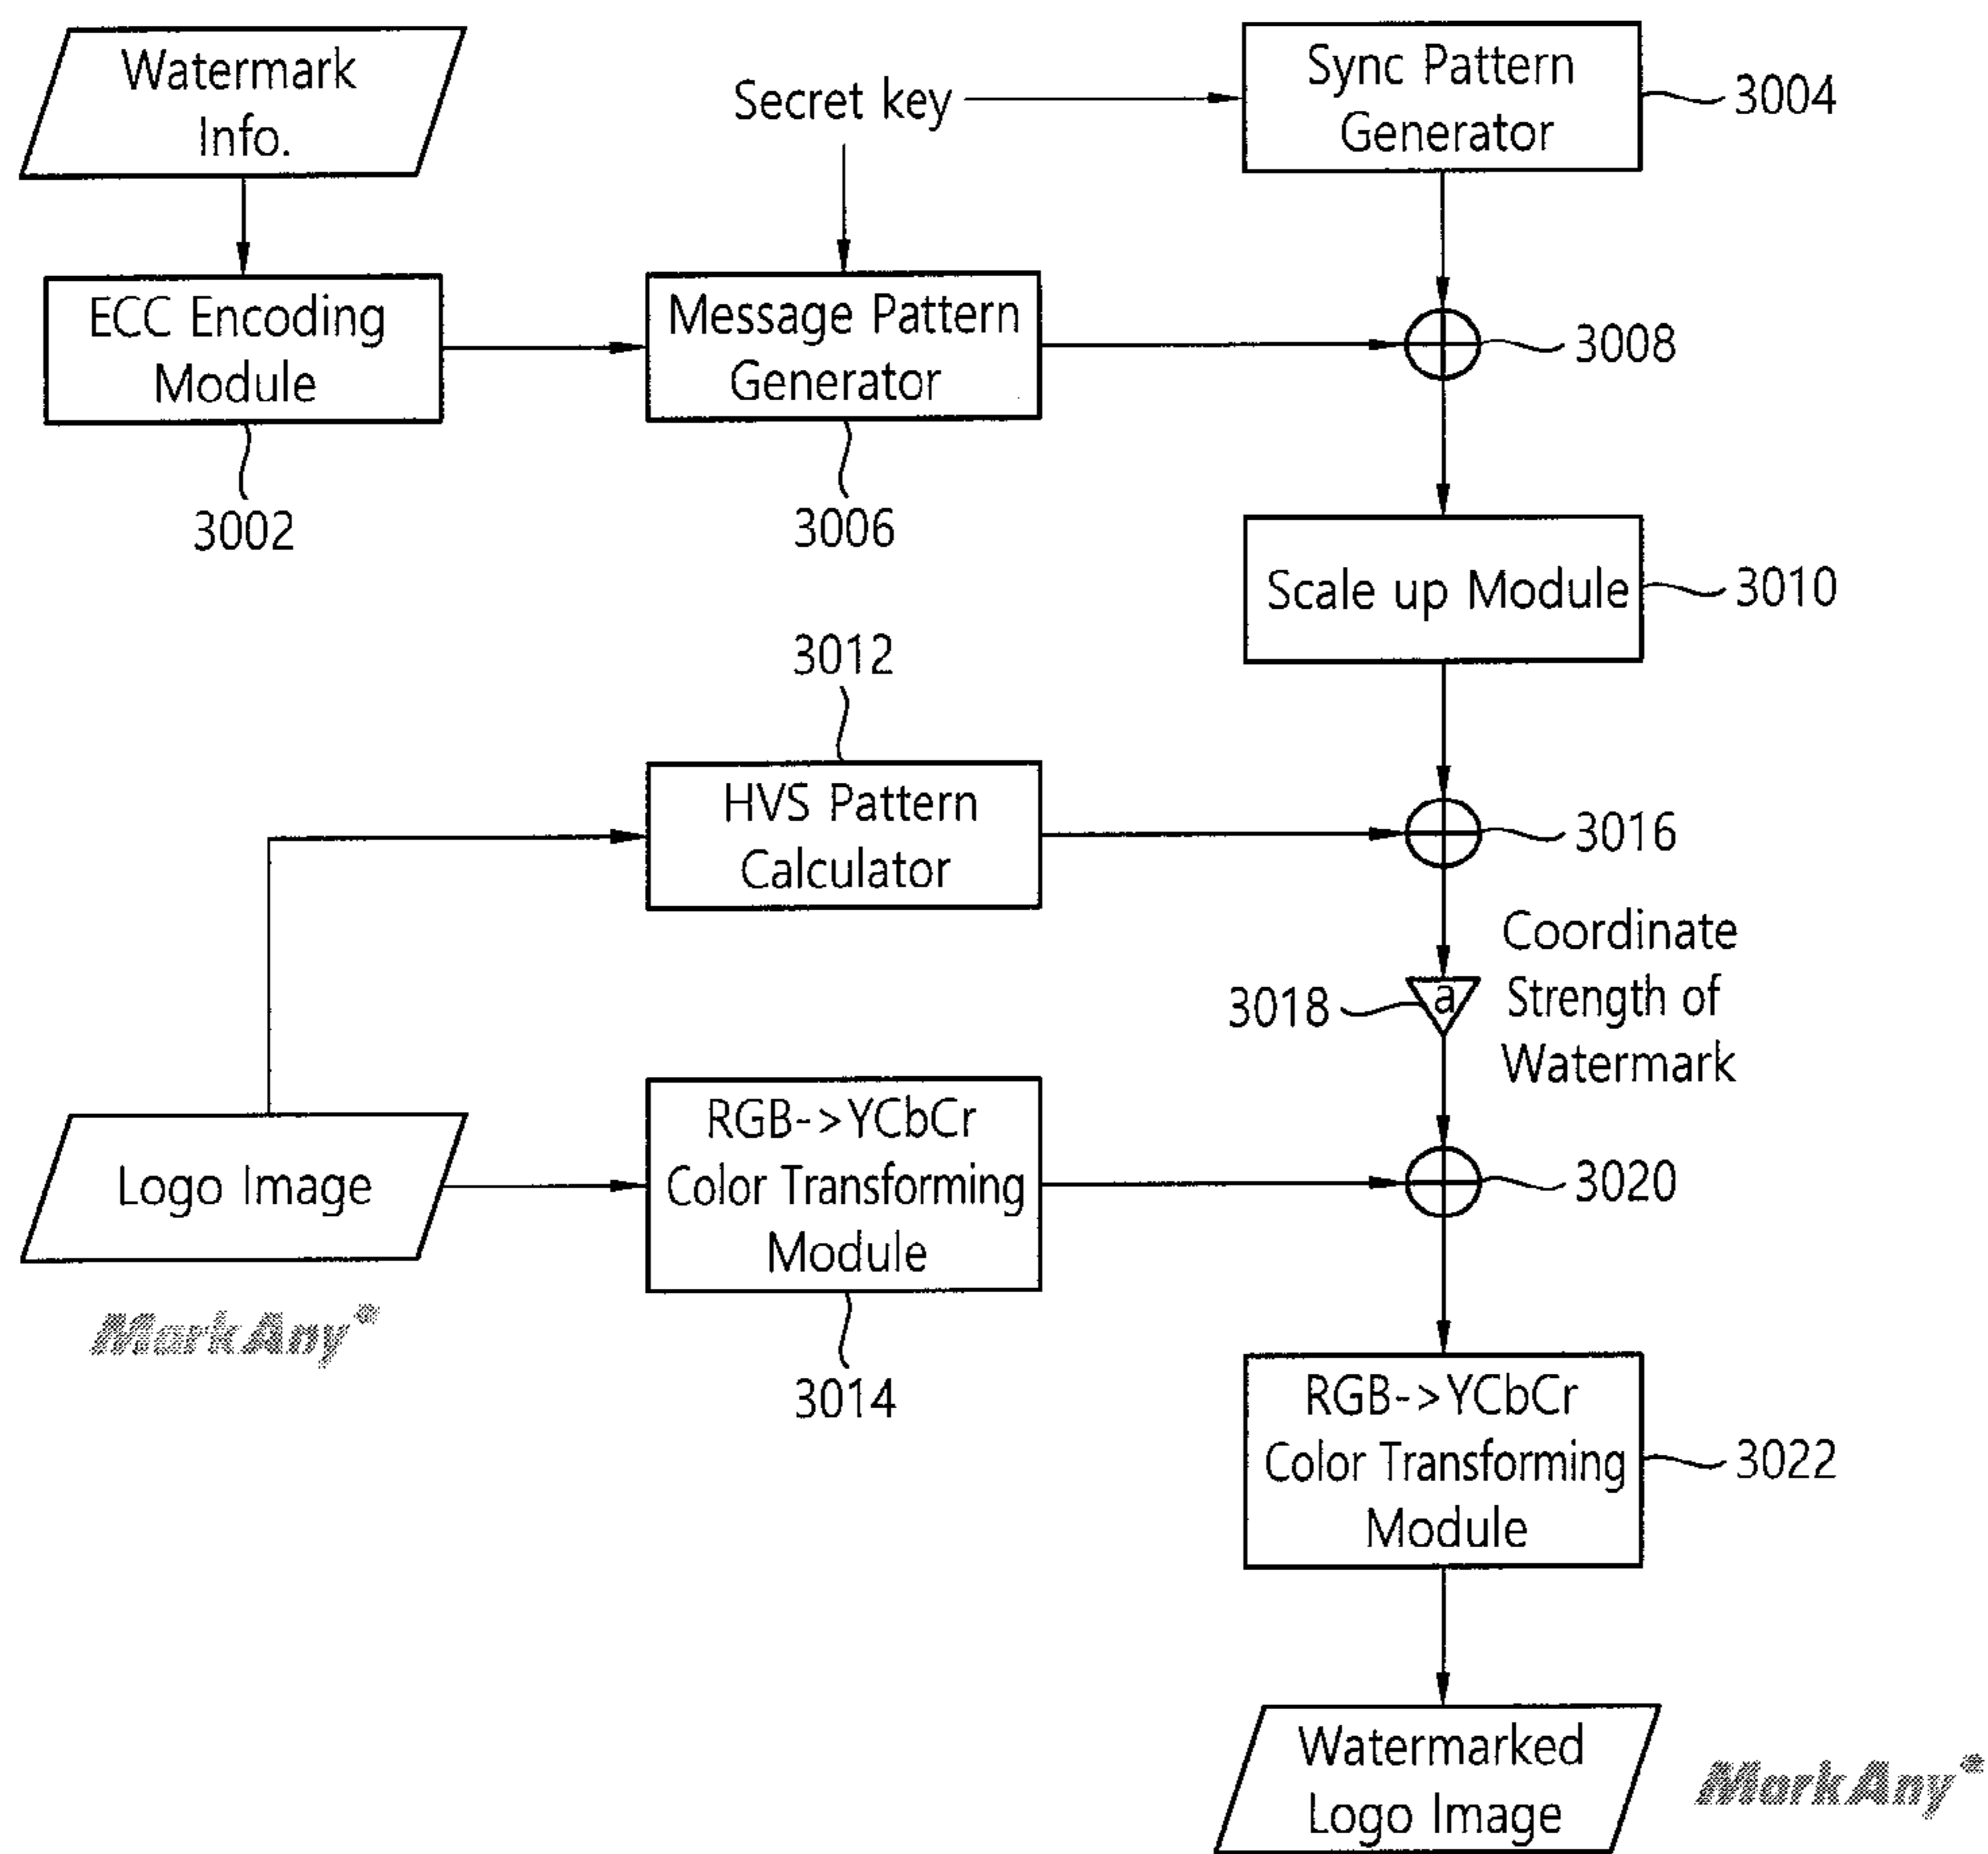 Watermark
Info.
Secret key
Sync Pattern
Generator
3004
ECC Encoding
Module
3002
Message Pattern
Generator
3006
3008
Scale up Module
3010
3012
HVS Pattern
Calculator
3016
Coordinate
Strength of
Watermark
3018
a
Logo Image
MarkAny®
RGB->YCbCr
Color Transforming
Module
3014
3020
RGB->YCbCr
Color Transforming
Module
3022
Watermarked
Logo Image
MarkAny®